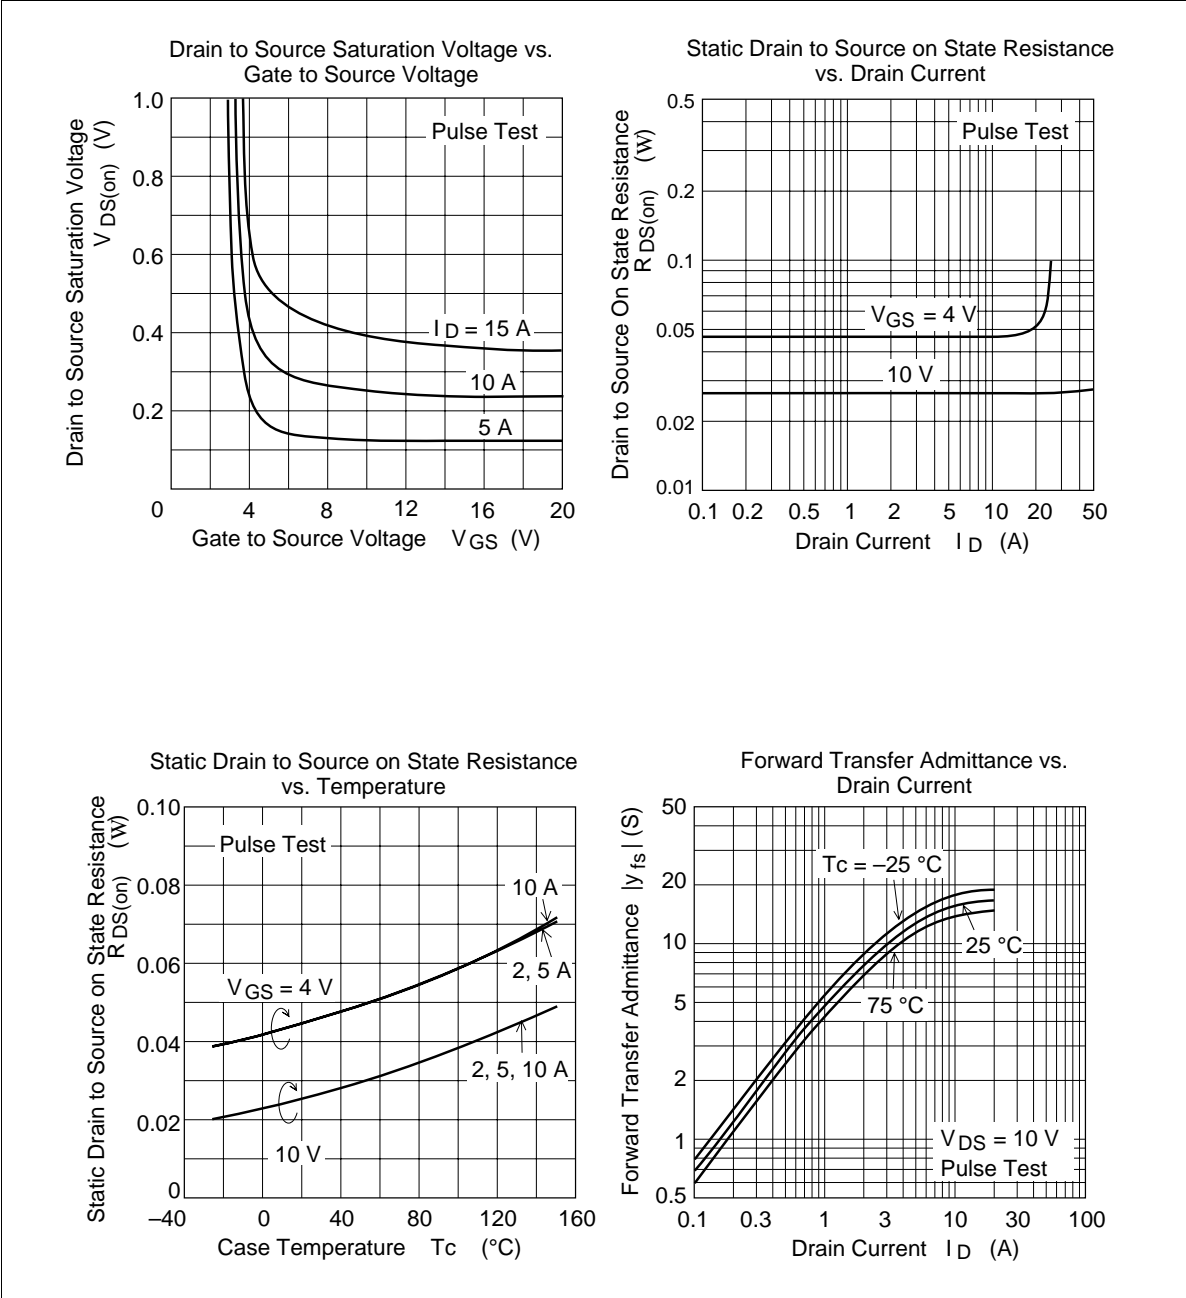 Drain to Source Saturation Voltage vs.
Gate to Source Voltage
Drain to Source Saturation Voltage
V DS(on) (V)
1.0
0.8
0.6
0.4
0.2
0
Pulse Test
I D = 15 A
10 A
5 A
4 8 12 16 20
Gate to Source Voltage V GS (V)
Static Drain to Source on State Resistance
vs. Drain Current
Drain to Source On State Resistance
R DS(on) (W)
0.5
0.2
0.1
0.05
0.02
0.01
Pulse Test
V GS = 4 V
10 V
0.1 0.2 0.5 1 2 5 10 20 50
Drain Current I D (A)
Static Drain to Source on State Resistance
vs. Temperature
Static Drain to Source on State Resistance
R DS(on) (W)
0.10
0.08
0.06
0.04
0.02
0
Pulse Test
10 A
2, 5 A
V GS = 4 V
2, 5, 10 A
10 V
–40 0 40 80 120 160
Case Temperature Tc (°C)
Forward Transfer Admittance vs.
Drain Current
Forward Transfer Admittance |y fs | (S)
50
20
10
5
2
1
0.5
Tc = –25 °C
25 °C
75 °C
V DS = 10 V
Pulse Test
0.1 0.3 1 3 10 30 100
Drain Current I D (A)